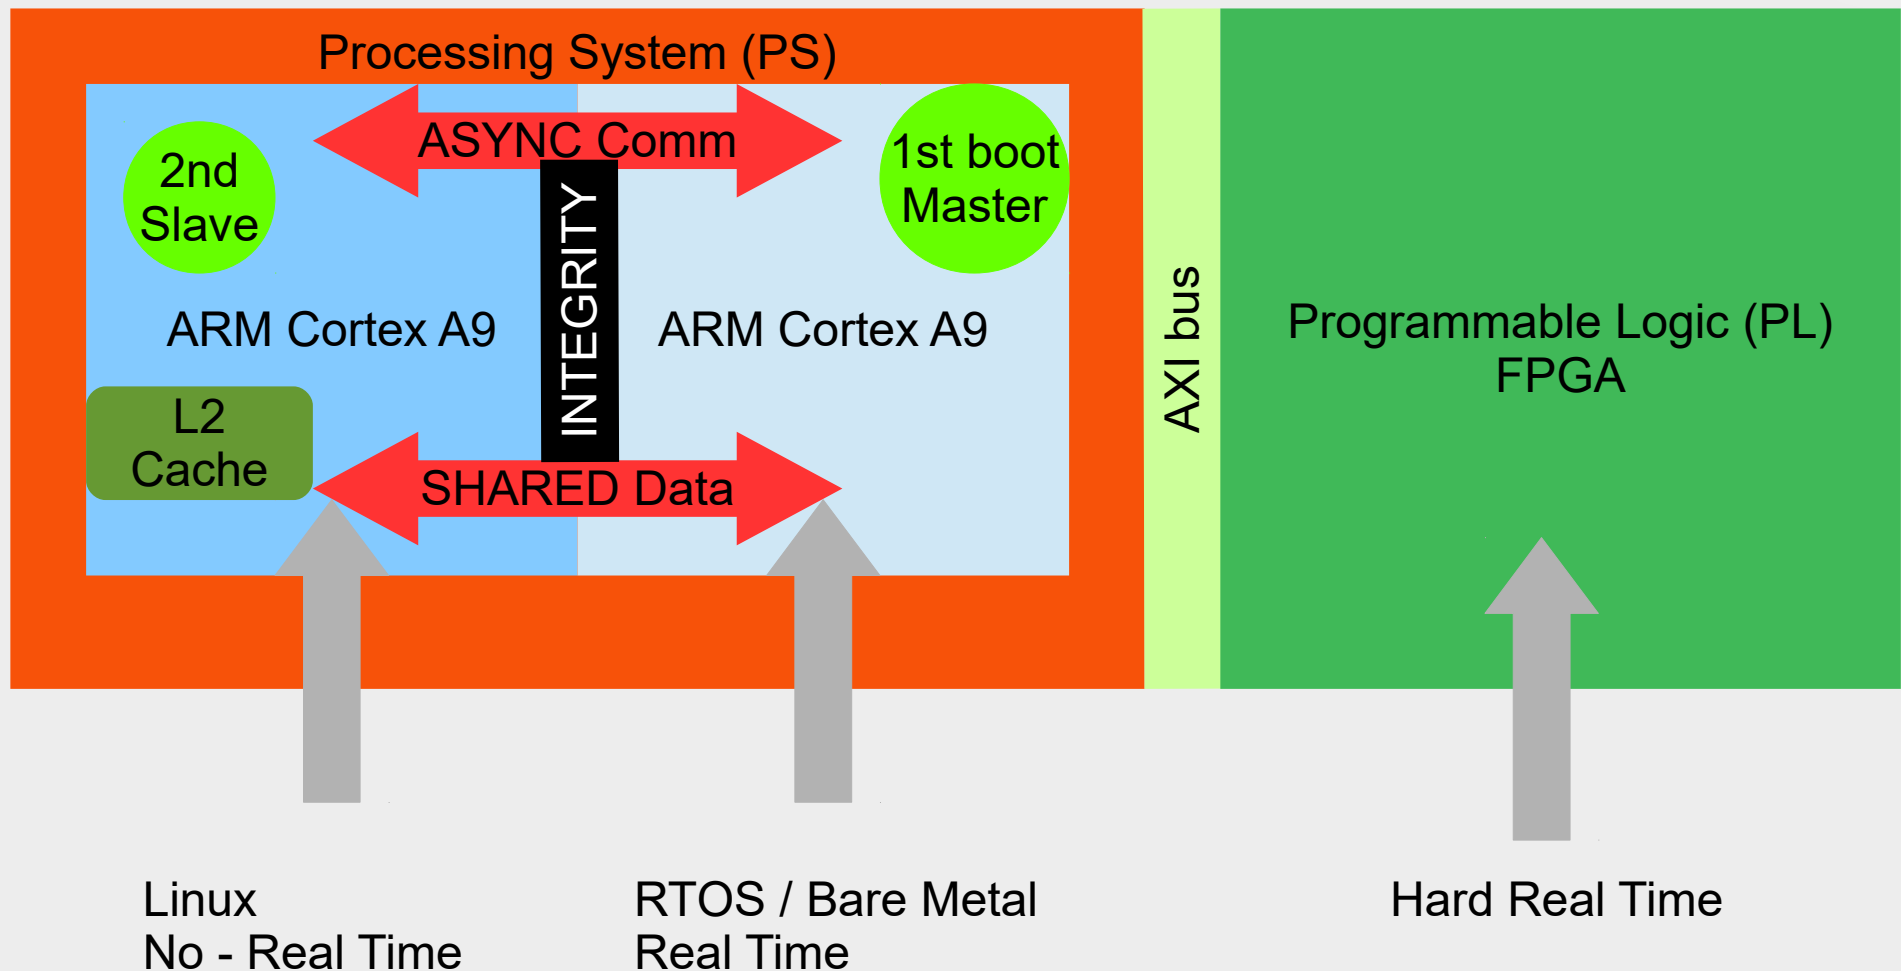 Processing System (PS)
ASYNC Comm
2nd
Slave
1st boot
Master
INTEGRITY
ARM Cortex A9
ARM Cortex A9
L2
Cache
SHARED Data
AXI bus
Programmable Logic (PL)
FPGA
Linux
No - Real Time
RTOS / Bare Metal
Real Time
Hard Real Time